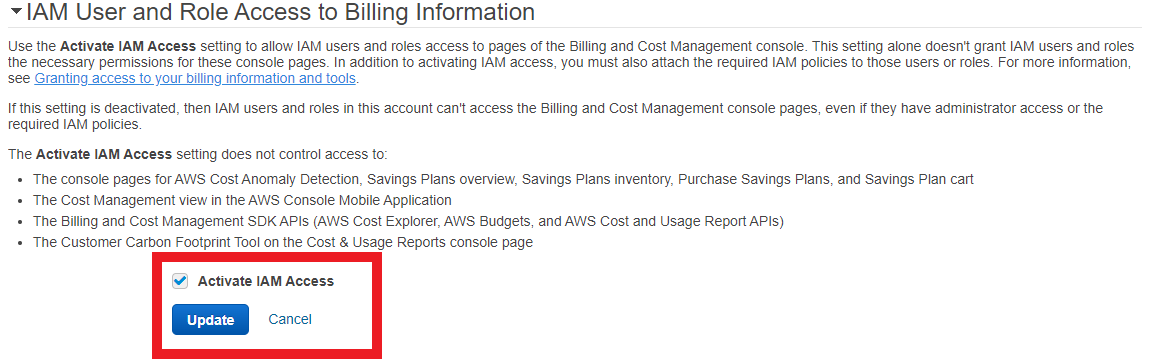 IAM User and Role Access to Billing Information
Use the Activate IAM Access setting to allow IAM users and roles access to pages of the Billing and Cost Management console. This setting alone doesn't grant IAM users and roles
the necessary permissions for these console pages. In addition to activating IAM access, you must also attach the required IAM policies to those users or roles. For more information,
see Granting access to your billing information and tools.
If this setting is deactivated, then IAM users and roles in this account can't access the Billing and Cost Management console pages, even if they have administrator access or the
required IAM policies.
The Activate IAM Access setting does not control access to:
• The console pages for AWS Cost Anomaly Detection, Savings Plans overview, Savings Plans inventory, Purchase Savings Plans, and Savings Plan cart
• The Cost Management view in the AWS Console Mobile Application
• The Billing and Cost Management SDK APIs (AWS Cost Explorer, AWS Budgets, and AWS Cost and Usage Report APIs)
• The Customer Carbon Footprint Tool on the Cost & Usage Reports console page
Activate IAM Access
Update Cancel